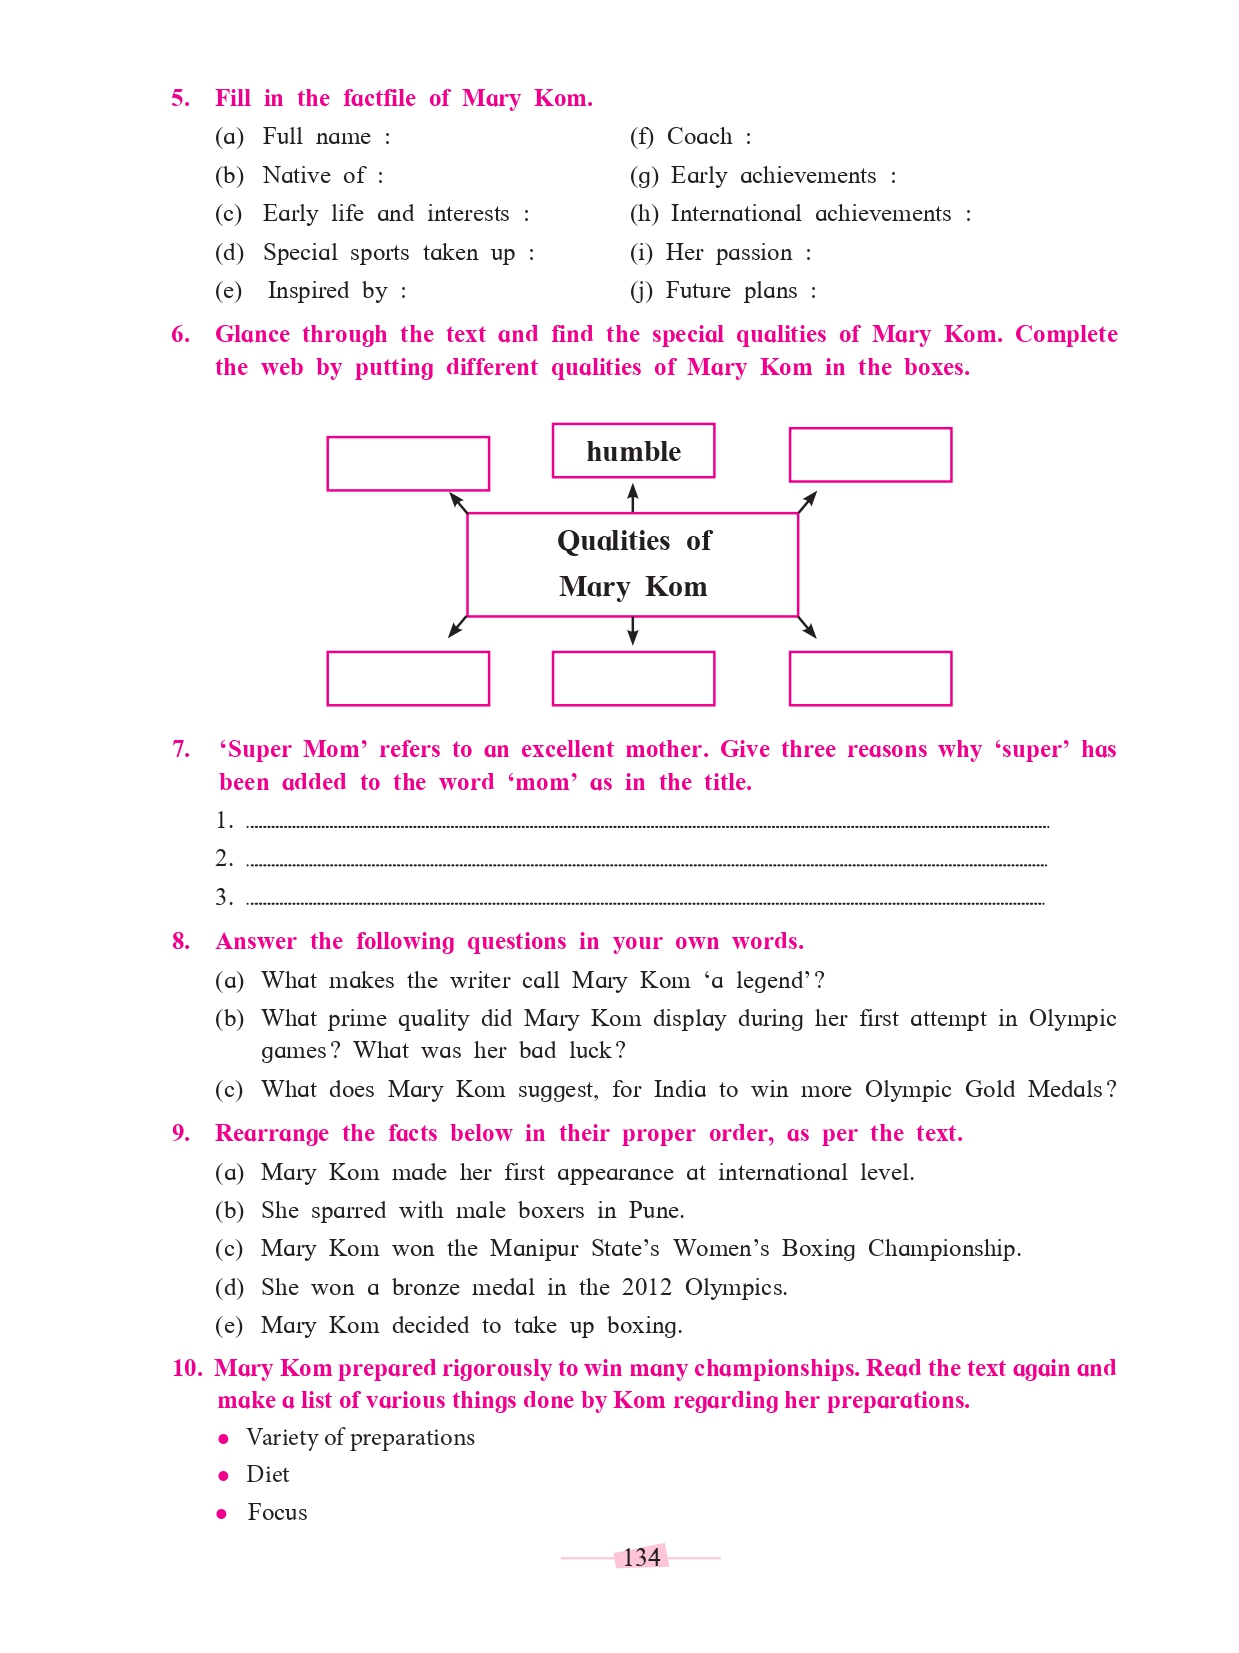 5. Fill in the factfile of Mary Kom.
(a) Full name :
(b) Native of :
(c) Early life and interests :
(d) Special sports taken up :
(e) Inspired by :
(f) Coach :
(g) Early achievements :
(h) International achievements :
(i) Her passion :
(j) Future plans :
6. Glance through the text and find the special qualities of Mary Kom. Complete
the web by putting different qualities of Mary Kom in the boxes.
humble
Qualities of
Mary Kom
7. ‘Super Mom’ refers to an excellent mother. Give three reasons why ‘super’ has
been added to the word ‘mom’ as in the title.
1. ..........
2. ..........
3. ..........
8. Answer the following questions in your own words.
(a) What makes the writer call Mary Kom ‘a legend’?
(b) What prime quality did Mary Kom display during her first attempt in Olympic
games? What was her bad luck?
(c) What does Mary Kom suggest, for India to win more Olympic Gold Medals?
9. Rearrange the facts below in their proper order, as per the text.
(a) Mary Kom made her first appearance at international level.
(b) She sparred with male boxers in Pune.
(c) Mary Kom won the Manipur State’s Women’s Boxing Championship.
(d) She won a bronze medal in the 2012 Olympics.
(e) Mary Kom decided to take up boxing.
10. Mary Kom prepared rigorously to win many championships. Read the text again and
make a list of various things done by Kom regarding her preparations.
● Variety of preparations
● Diet
● Focus
134